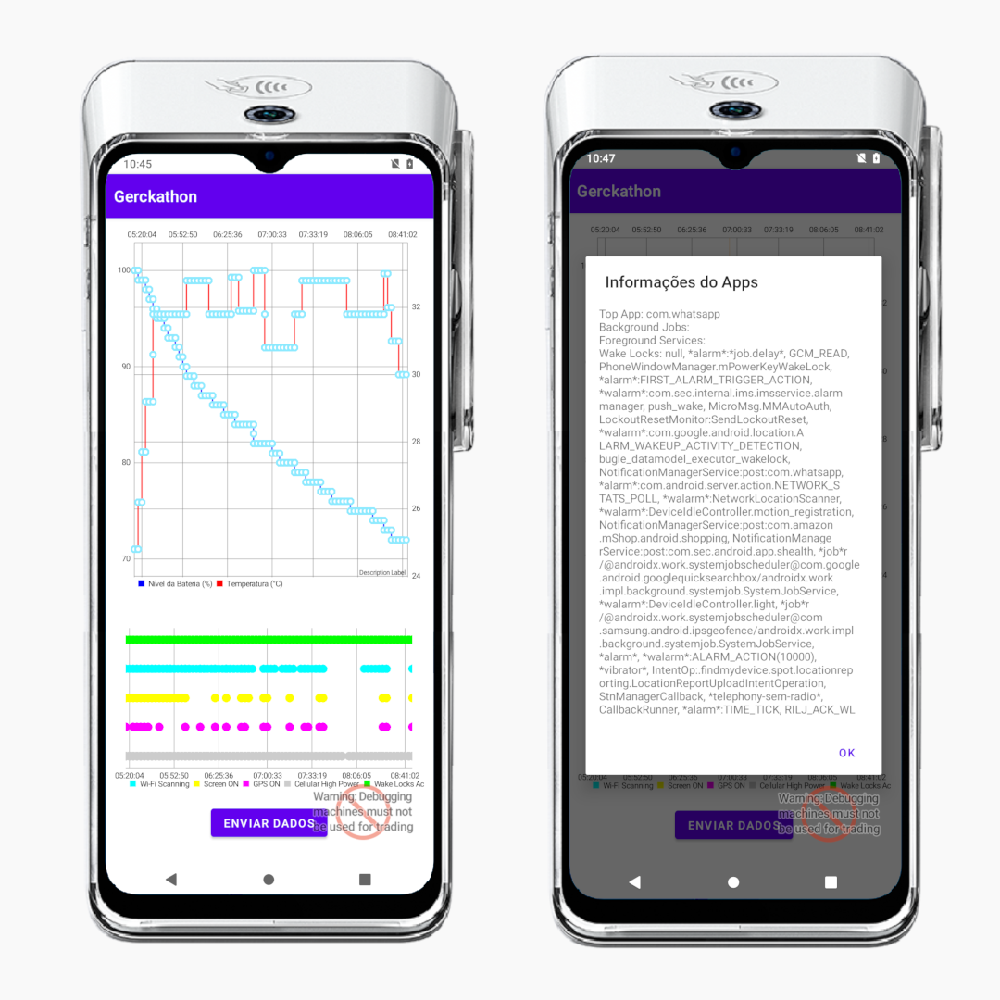 10:45
Gerckathon
05:20:04 05:52:50 06:25:36 07:00:33 07:33:19 08:06:05 08:41:02
100
32
90
30
28
80
26
70
Description Label
24
Nível da Bateria (%) Temperatura (°C)
05:20:04 05:52:50 06:25:36 07:00:33 07:33:19 08:06:05 08:41:02
Wi-Fi Scanning Screen ON GPS ON Cellular High Power Wake Locks Ac
Warning: Debugging
machines must not
be used for trading
ENVIAR DADOS
10:47
Gerckathon
05:20:04 05:52:50 06:25:36 07:00:33 07:33:19 08:06:05 08:41:02
Informações do Apps
Top App: com.whatsapp
Background Jobs:
Foreground Services:
Wake Locks: null, *alarm*:*job.delay*, GCM_READ,
PhoneWindowManager.mPowerKeyWakeLock,
*alarm*:FIRST_ALARM_TRIGGER_ACTION,
*walarm*:com.sec.internal.ims.imsservice.alarm
manager, push_wake, MicroMsg.MMAutoAuth,
LockoutResetMonitor:SendLockoutReset,
*walarm*:com.google.android.location.A
LARM_WAKEUP_ACTIVITY_DETECTION,
bugle_datamodel_executor_wakelock,
NotificationManagerService:post:com.whatsapp,
*alarm*:com.android.server.action.NETWORK_S
TATS_POLL, *walarm*:NetworkLocationScanner,
*walarm*:DeviceIdleController.motion_registration,
NotificationManagerService:post:com.amazon
.mShop.android.shopping, NotificationManage
rService:post:com.sec.android.app.shealth, *job*r
/@androidx.work.systemjobscheduler@com.google
.android.googlequicksearchbox/androidx.work
.impl.background.systemjob.SystemJobService,
*walarm*:DeviceIdleController.light, *job*r
/@androidx.work.systemjobscheduler@com
.samsung.android.ipsgeofence/androidx.work.impl
.background.systemjob.SystemJobService,
*alarm*, *walarm*:ALARM_ACTION(10000),
*vibrator*, IntentOp:.findmydevice.spot.locationrep
orting.LocationReportUploadIntentOperation,
StnManagerCallback, *telephony-sem-radio*,
CallbackRunner, *alarm*:TIME_TICK, RILJ_ACK_WL
OK
05:20:04 05:52:50 06:25:36 07:00:33 07:33:19 08:06:05 08:41:02
Wi-Fi Scanning Screen ON GPS ON Cellular High Power Wake Locks Ac
Warning: Debugging
machines must not
be used for trading
ENVIAR DADOS